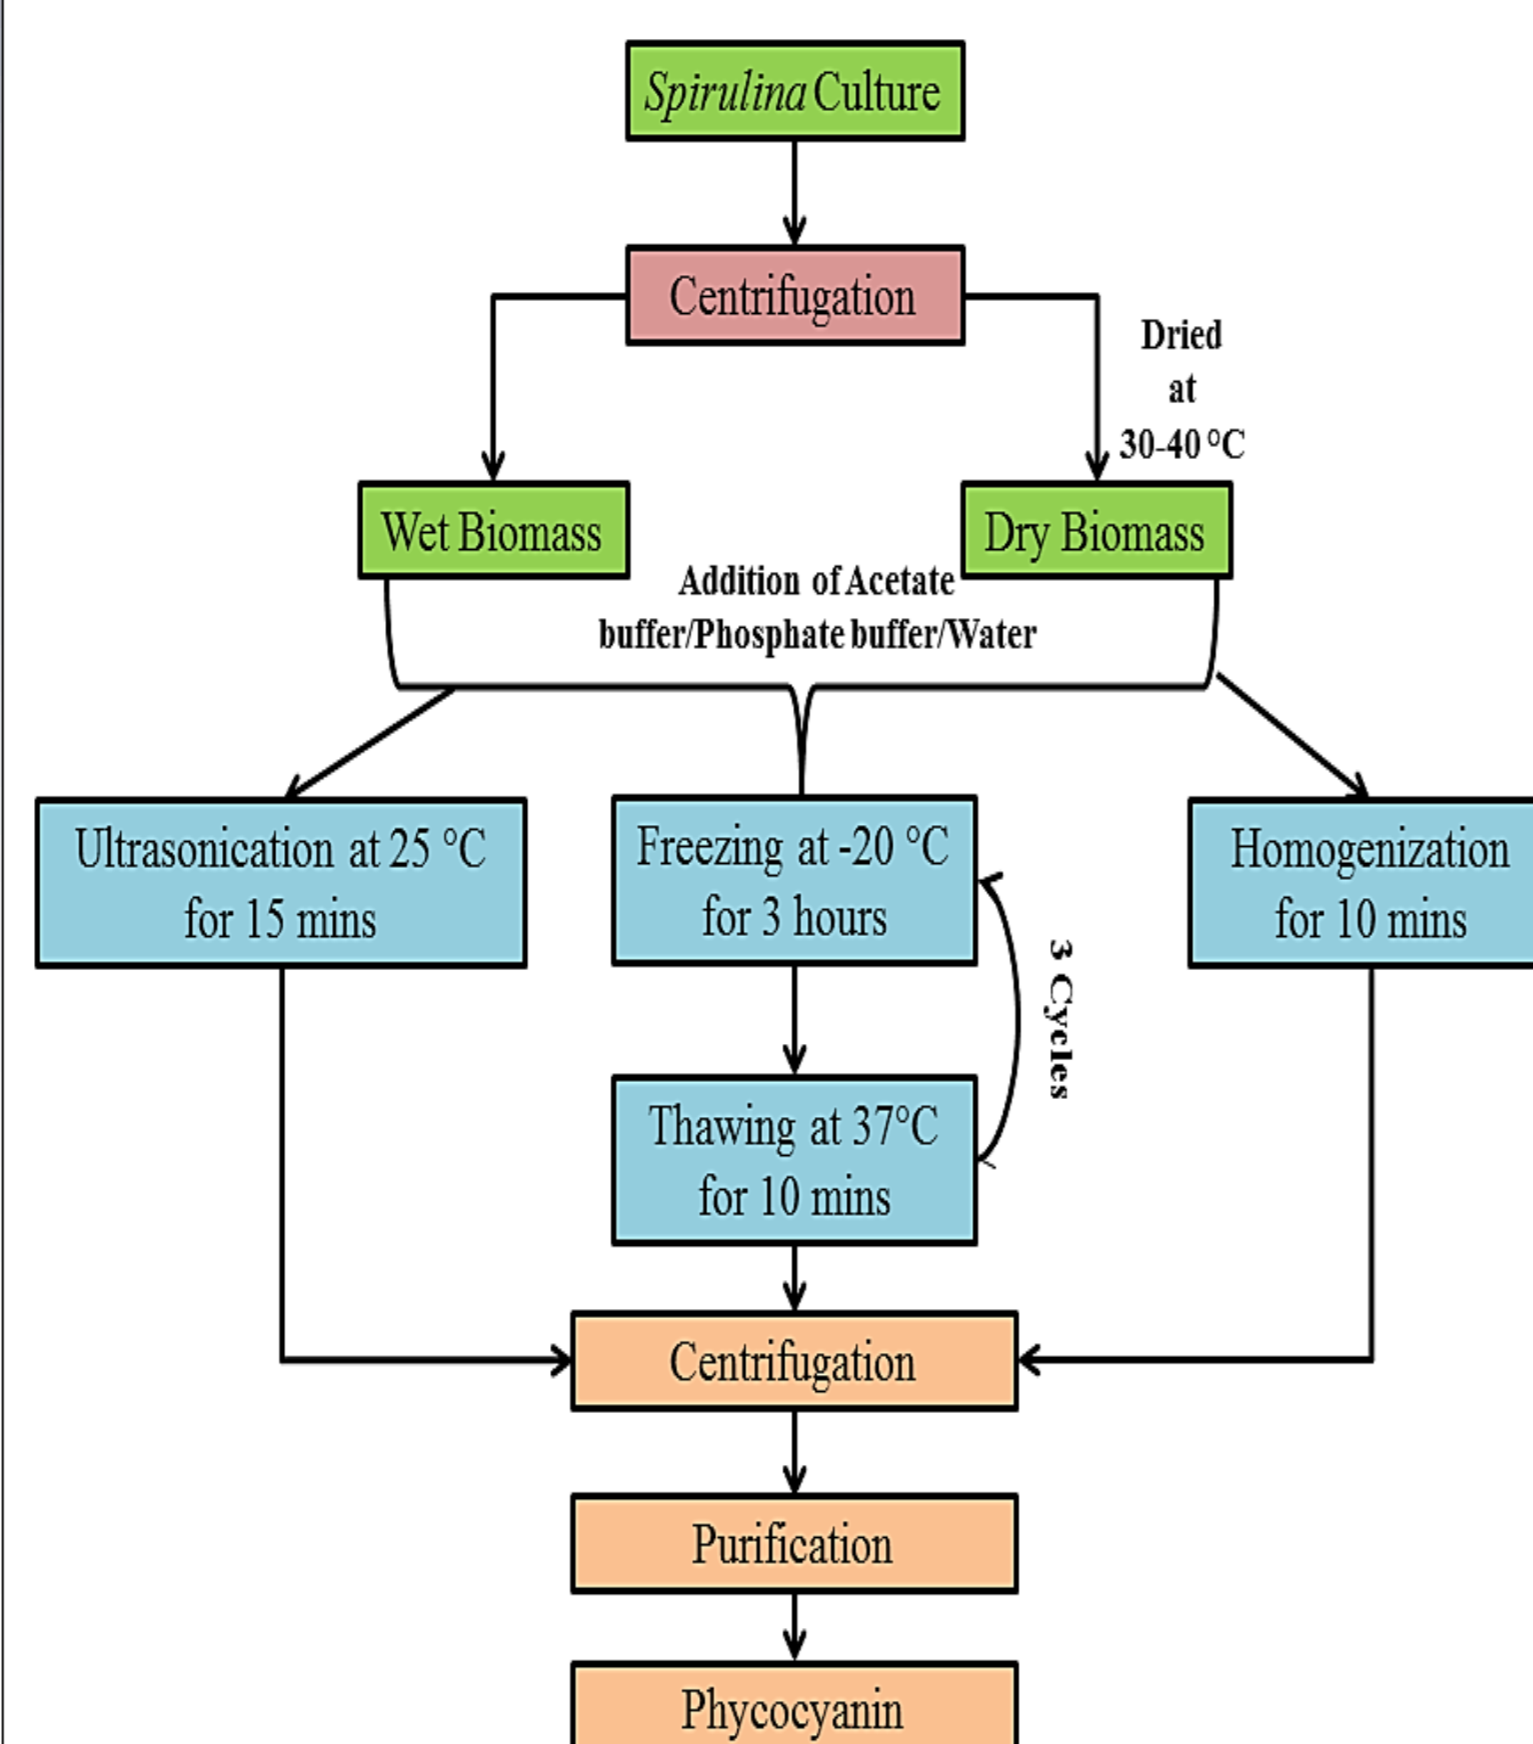 Spirulina Culture
Centrifugation
Dried
at
30-40 °C
Wet Biomass
Dry Biomass
Addition of Acetate
buffer/Phosphate buffer/Water
Ultrasonication at 25 °C
for 15 mins
Freezing at -20 °C
for 3 hours
Homogenization
for 10 mins
3 Cycles
Thawing at 37°C
for 10 mins
Centrifugation
Purification
Phycocyanin